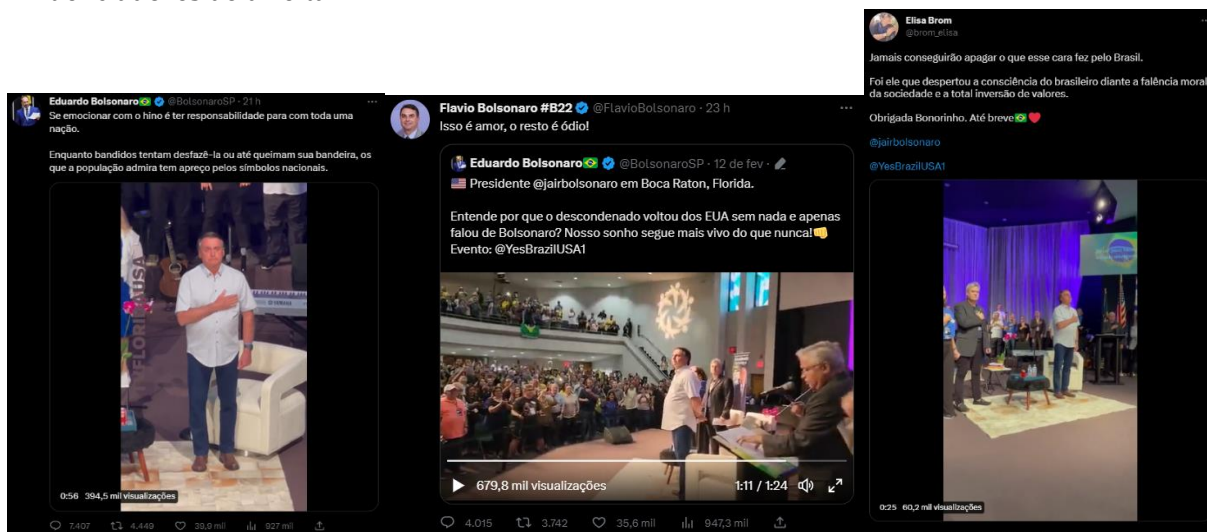 Eduardo Bolsonaro @BolsonaroSP · 21 h
Se emocionar com o hino é ter responsabilidade para com toda uma
nação.
Enquanto bandidos tentam desfazê-la ou até queimam sua bandeira, os
que a população admira tem apreço pelos símbolos nacionais.
0:56 394,5 mil visualizações
7.407 4.449 39,9 mil 927 mil
Flavio Bolsonaro #B22 @FlavioBolsonaro · 23 h
Isso é amor, o resto é ódio!
Eduardo Bolsonaro @BolsonaroSP · 12 de fev ·
Presidente @jairbolsonaro em Boca Raton, Florida.
Entende por que o descondenado voltou dos EUA sem nada e apenas
falou de Bolsonaro? Nosso sonho segue mais vivo do que nunca!
Evento: @YesBrazilUSA1
679,8 mil visualizações 1:11 / 1:24
4.015 3.742 35,6 mil 947,3 mil
Elisa Brom
@brom_elisa
Jamais conseguirão apagar o que esse cara fez pelo Brasil.
Foi ele que despertou a consciência do brasileiro diante a falência moral
da sociedade e a total inversão de valores.
Obrigada Bonorinho. Até breve
@jairbolsonaro
@YesBrazilUSA1
0:25 60,2 mil visualizações